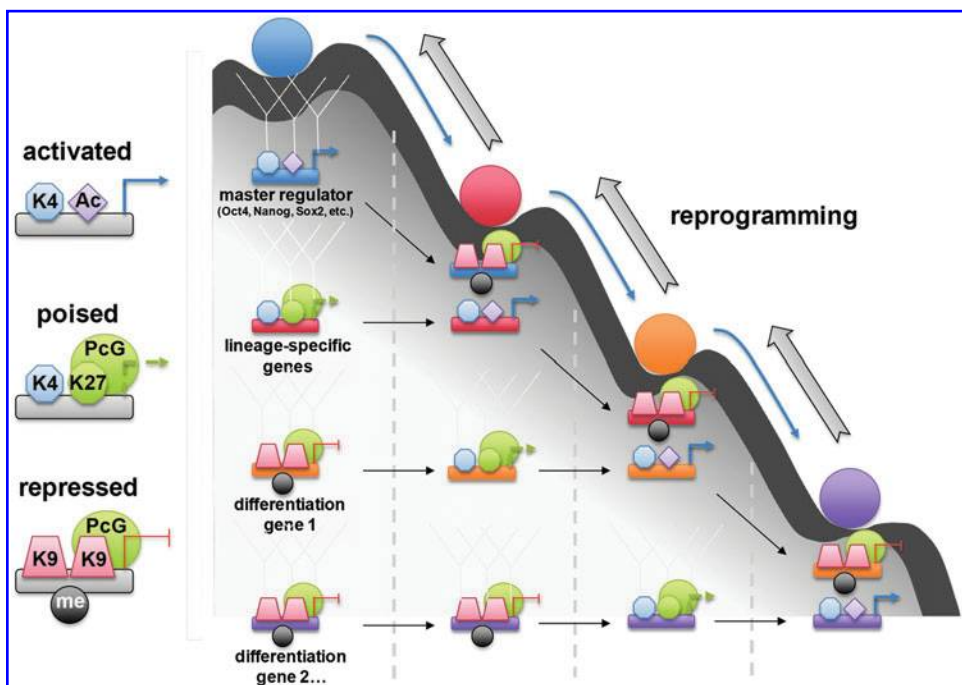 activated
K4
Ac
poised
PcG
K4
K27
repressed
PcG
K9
K9
me
master regulator
(Oct4, Nanog, Sox2, etc.)
lineage-specific
genes
differentiation
gene 1
differentiation
gene 2...
reprogramming